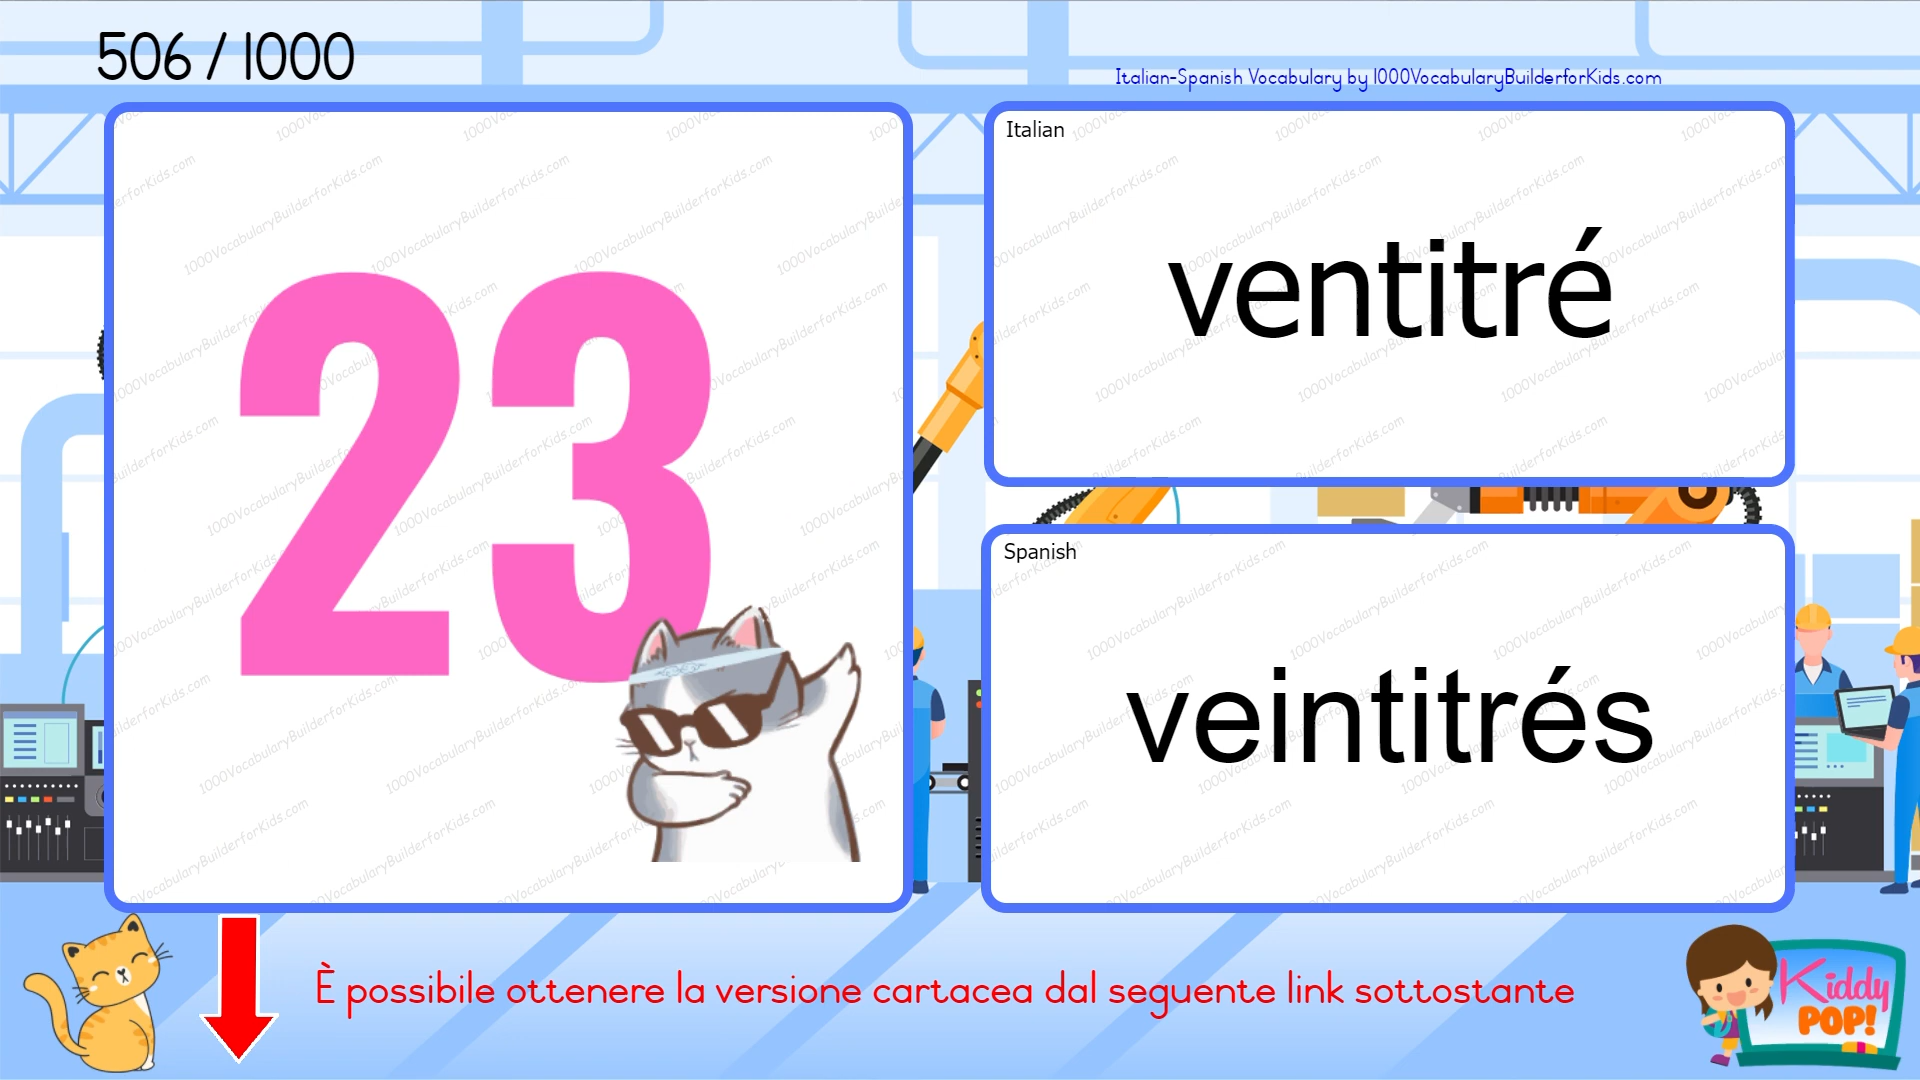 506 / 1000
Italian-Spanish Vocabulary by 1000VocabularyBuilderforKids.com
23
Italian
ventitré
Spanish
veintitrés
È possibile ottenere la versione cartacea dal seguente link sottostante
Kiddy
POP!